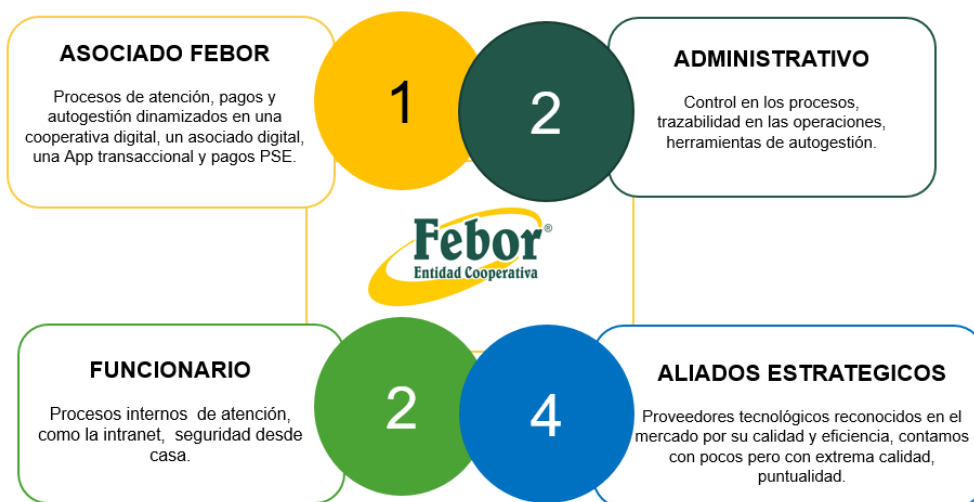 ASOCIADO FEBOR
Procesos de atención, pagos y
autogestión dinamizados en una
cooperativa digital, un asociado digital,
una App transaccional y pagos PSE.
1
2
ADMINISTRATIVO
Control en los procesos,
trazabilidad en las operaciones,
herramientas de autogestión.
Febor®
Entidad Cooperativa
FUNCIONARIO
Procesos internos de atención,
como la intranet, seguridad desde
casa.
2
4
ALIADOS ESTRATEGICOS
Proveedores tecnológicos reconocidos en el
mercado por su calidad y eficiencia, contamos
con pocos pero con extrema calidad,
puntualidad.